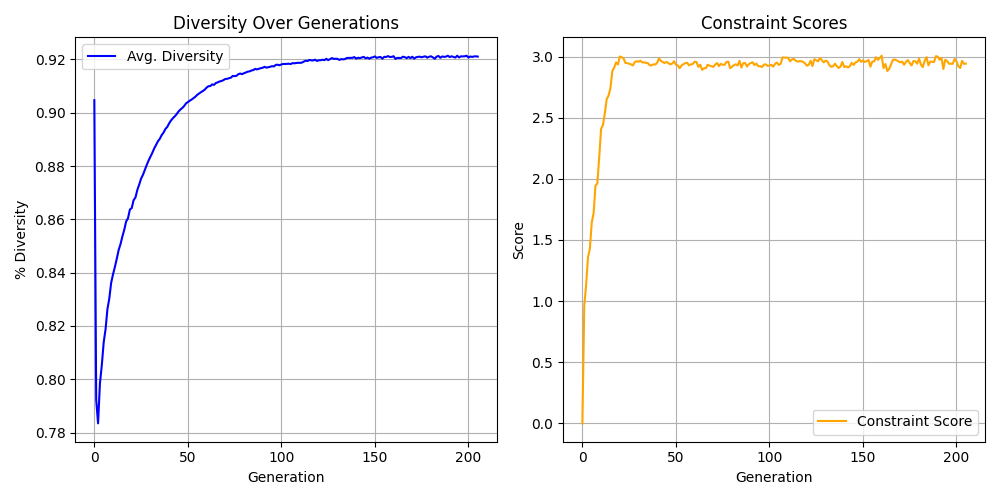 Diversity Over Generations
Avg. Diversity
% Diversity
0.92
0.90
0.88
0.86
0.84
0.82
0.80
0.78
0 50 100 150 200
Generation
Constraint Scores
Score
3.0
2.5
2.0
1.5
1.0
0.5
0.0
Constraint Score
0 50 100 150 200
Generation